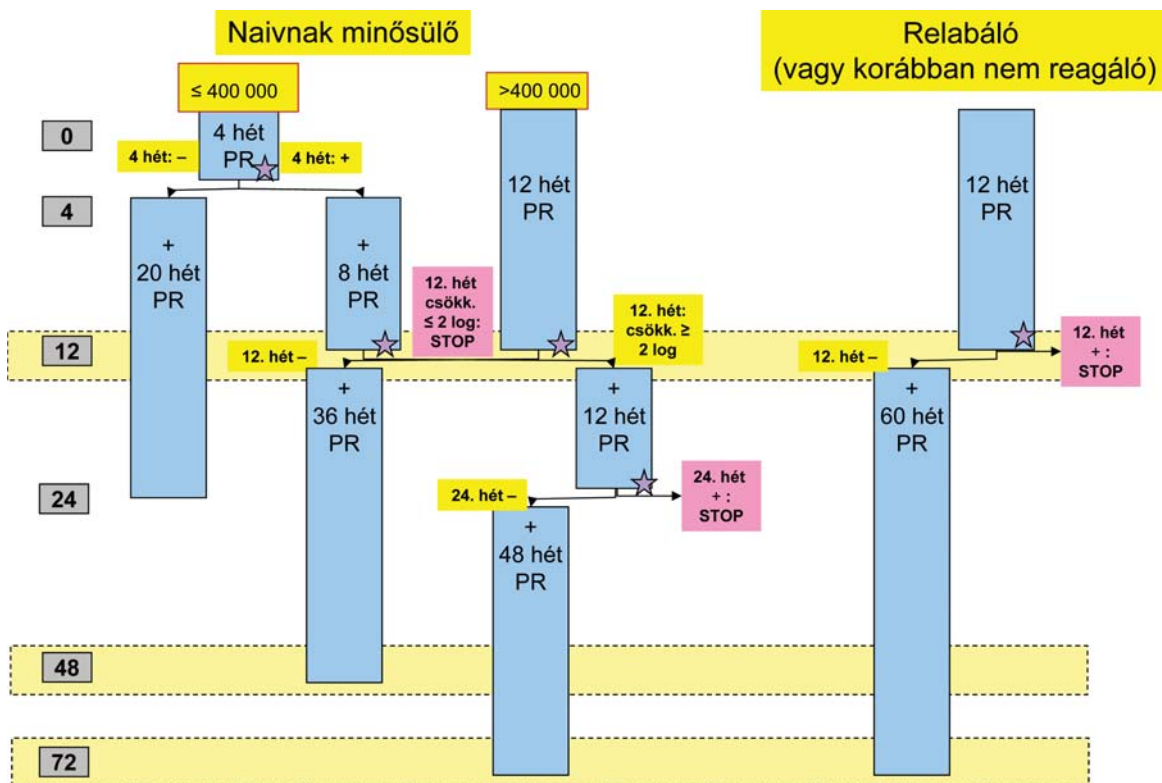 Naivnak minősülő
Relabáló
(vagy korábban nem reagáló)
≤ 400 000
>400 000
0
4 hét
PR
4 hét: –
4 hét: +
12 hét
PR
12 hét
PR
4
+
20 hét
PR
+
8 hét
PR
12. hét
csökk.
≤ 2 log:
STOP
12. hét:
csökk. ≥
2 log
12
12. hét –
12. hét –
12. hét
+ :
STOP
+
36 hét
PR
+
12 hét
PR
+
60 hét
PR
24
24. hét –
24. hét
+ :
STOP
+
48 hét
PR
48
72